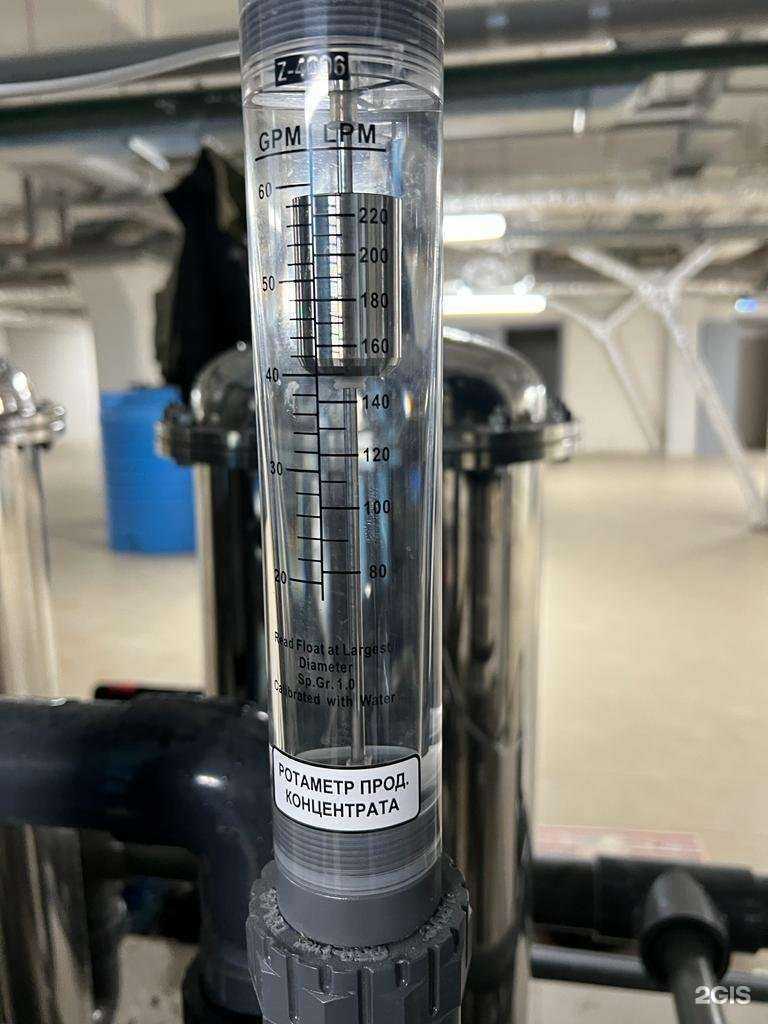 Z-4006
GPM LPM
60
220
200
50
180
160
40
140
120
30
100
20
80
Read Float at Largest
Diameter
Sp.Gr. 1.0
Calibrated with Water
РОТАМЕТР ПРОД.
КОНЦЕНТРАТА
2GIS